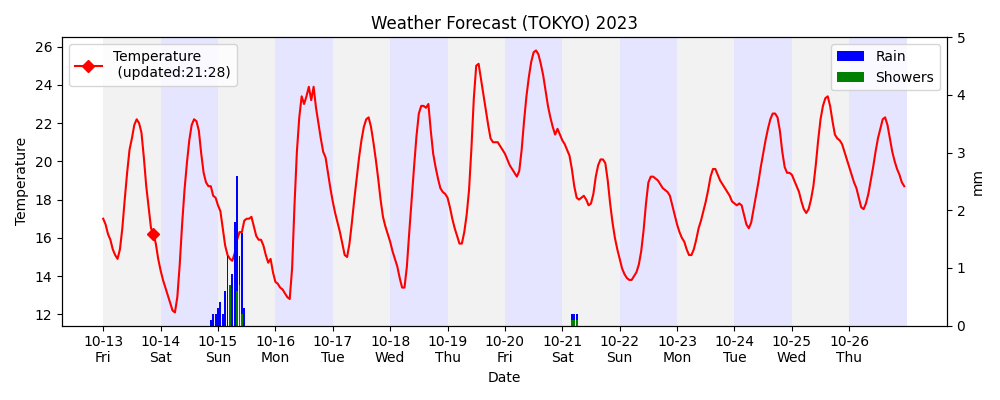 Weather Forecast (TOKYO) 2023
Temperature
(updated:21:28)
Rain
Showers
26
24
22
20
18
16
14
12
Temperature
5
4
3
2
1
0
mm
10-13 10-14 10-15 10-16 10-17 10-18 10-19 10-20 10-21 10-22 10-23 10-24 10-25 10-26
Fri Sat Sun Mon Tue Wed Thu Fri Sat Sun Mon Tue Wed Thu
Date